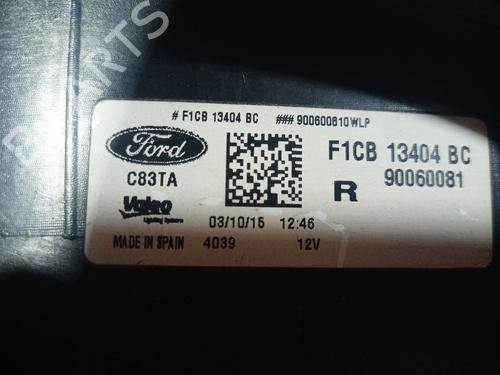 PARTS
# F1CB 13404 BC ### 900600810WLP
Ford
F1CB 13404 BC
C83TA
R 90060081
Valeo
Lighting Systems
03/10/15 12:46
MADE IN SPAIN 4039 12V